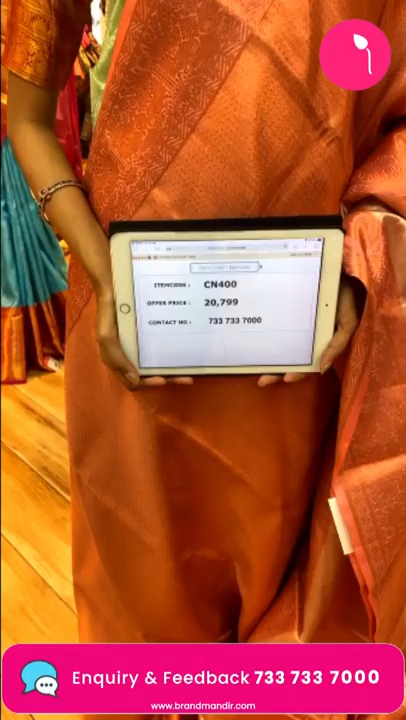 ITEMCODE : CN400
OFFER PRICE : 20,799
CONTACT NO : 733 733 7000
Enquiry & Feedback 733 733 7000
www.brandmandir.com